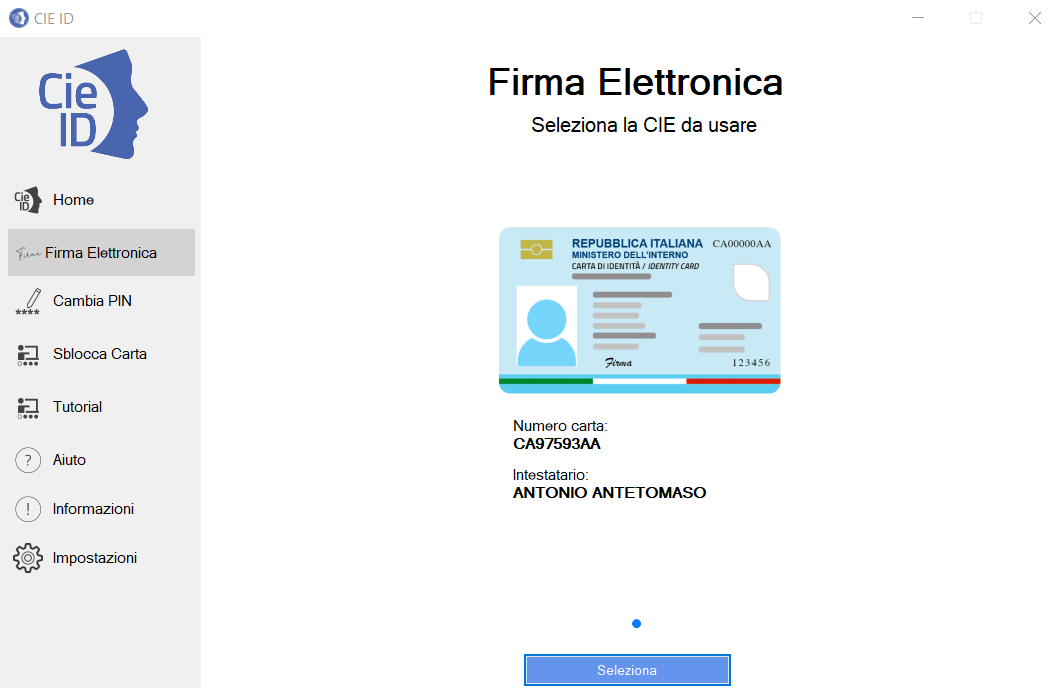 CIE ID
Cie
ID
Home
Firma Elettronica
Cambia PIN
Sblocca Carta
Tutorial
Aiuto
Informazioni
Impostazioni
Firma Elettronica
Seleziona la CIE da usare
REPUBBLICA ITALIANA CA00000AA
MINISTERO DELL'INTERNO
CARTA DI IDENTITÀ / IDENTITY CARD
Firma
123456
Numero carta:
CA97593AA
Intestatario:
ANTONIO ANTETOMASO
Seleziona